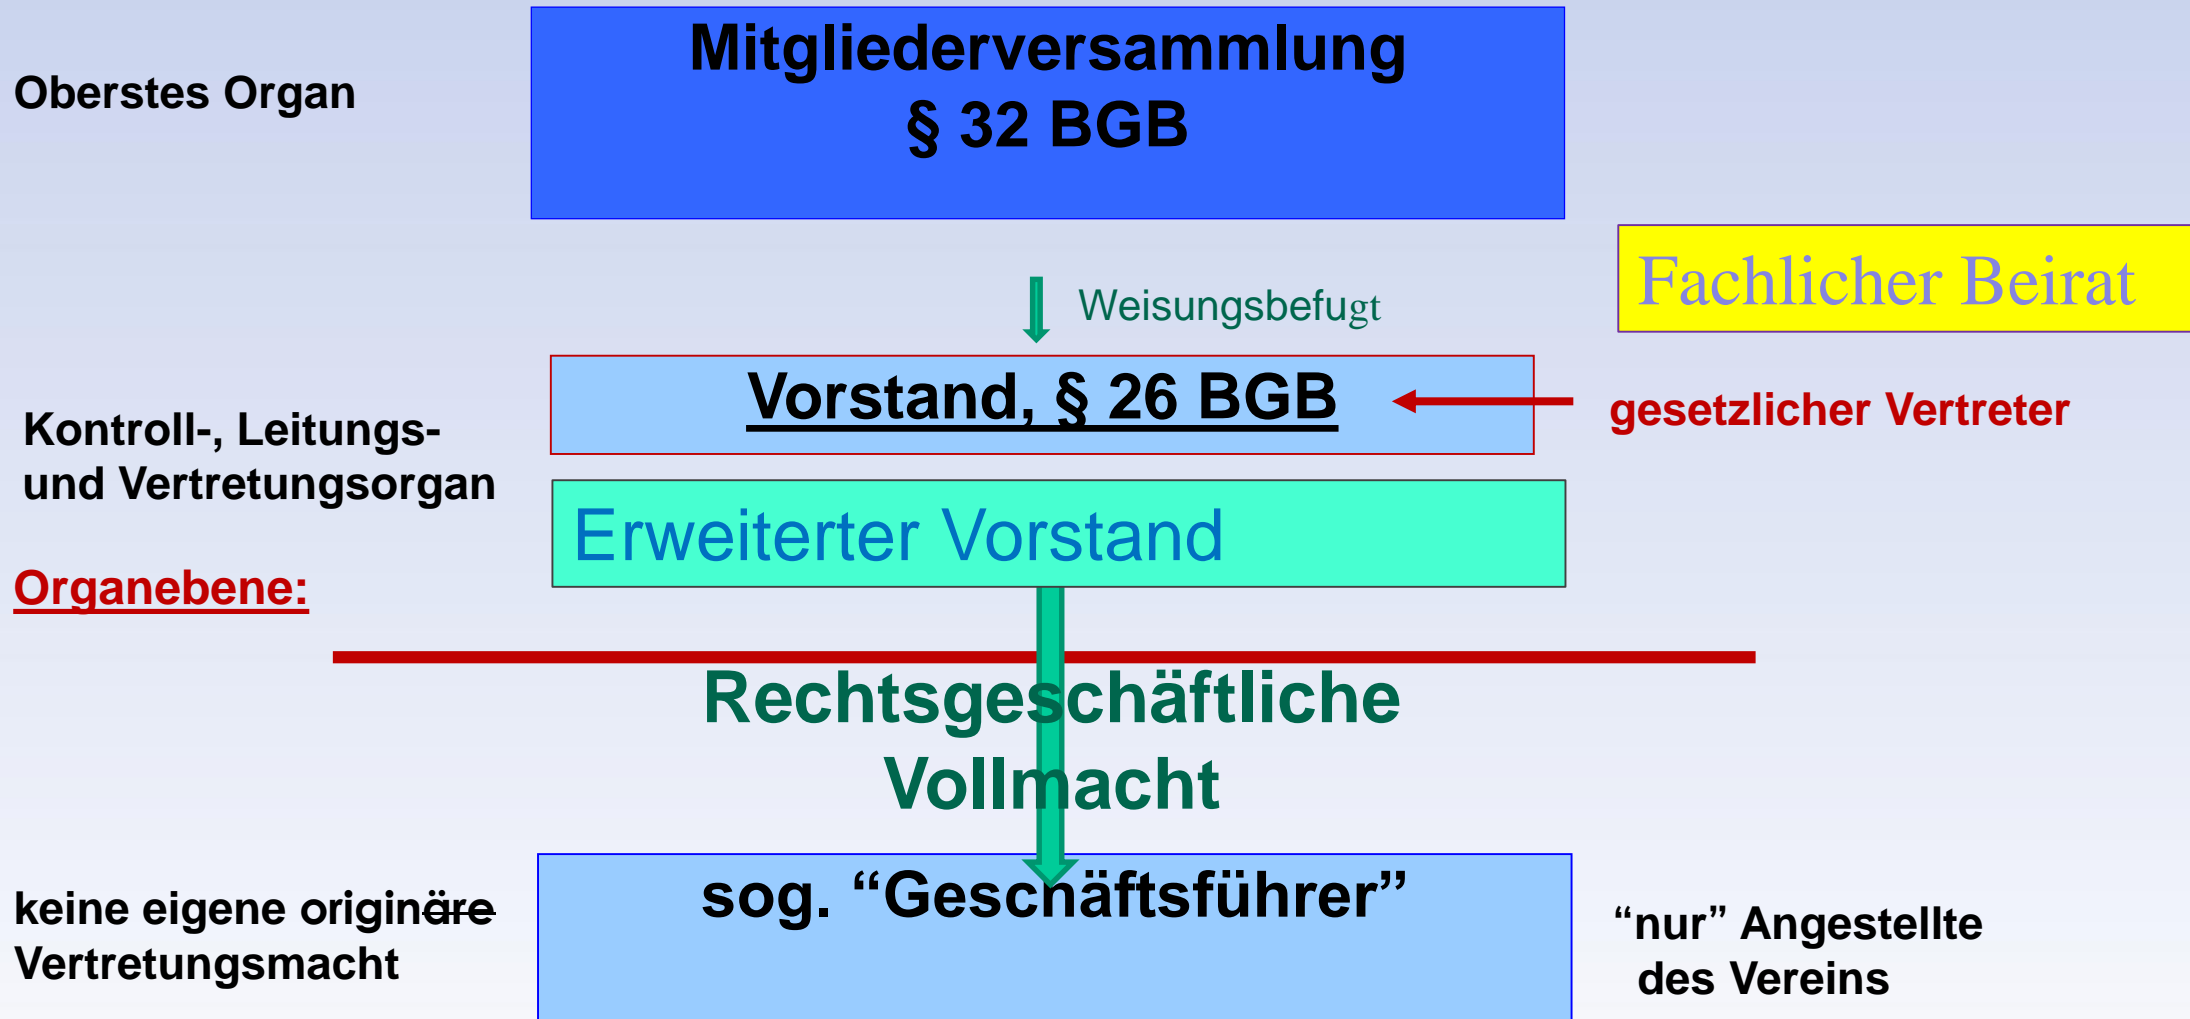 Mitgliederversammlung
§ 32 BGB
Oberstes Organ
Fachlicher Beirat
Weisungsbefugt
Vorstand, § 26 BGB
gesetzlicher Vertreter
Kontroll-, Leitungs-
und Vertretungsorgan
Erweiterter Vorstand
Organebene:
Rechtsgeschäftliche
Vollmacht
sog. “Geschäftsführer”
keine eigene originäre
Vertretungsmacht
“nur” Angestellte
des Vereins